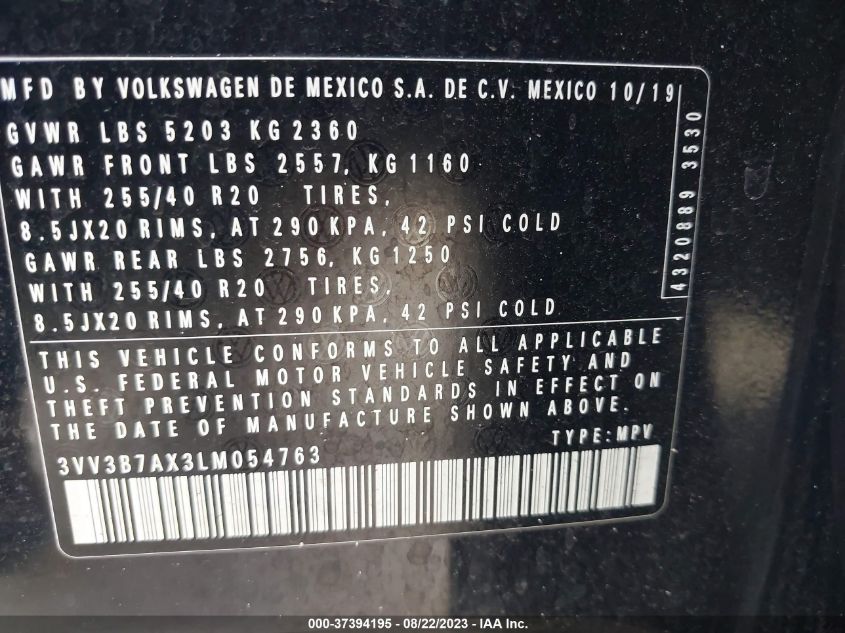 MFD BY VOLKSWAGEN DE MEXICO S.A. DE C.V. MEXICO 10/19
GVWR LBS 5203 KG 2360
GAWR FRONT LBS 2557, KG 1160
WITH 255/40 R20 TIRES,
8.5JX20 RIMS, AT 290 KPA, 42 PSI COLD
GAWR REAR LBS 2756, KG 1250
WITH 255/40 R20 TIRES,
8.5JX20 RIMS, AT 290 KPA, 42 PSI COLD
4320889 3530
THIS VEHICLE CONFORMS TO ALL APPLICABLE
U.S. FEDERAL MOTOR VEHICLE SAFETY AND
THEFT PREVENTION STANDARDS IN EFFECT ON
THE DATE OF MANUFACTURE SHOWN ABOVE.
TYPE: MPV
3VV3B7AX3LM054763
000-37394195 - 08/22/2023 - © IAA Inc.